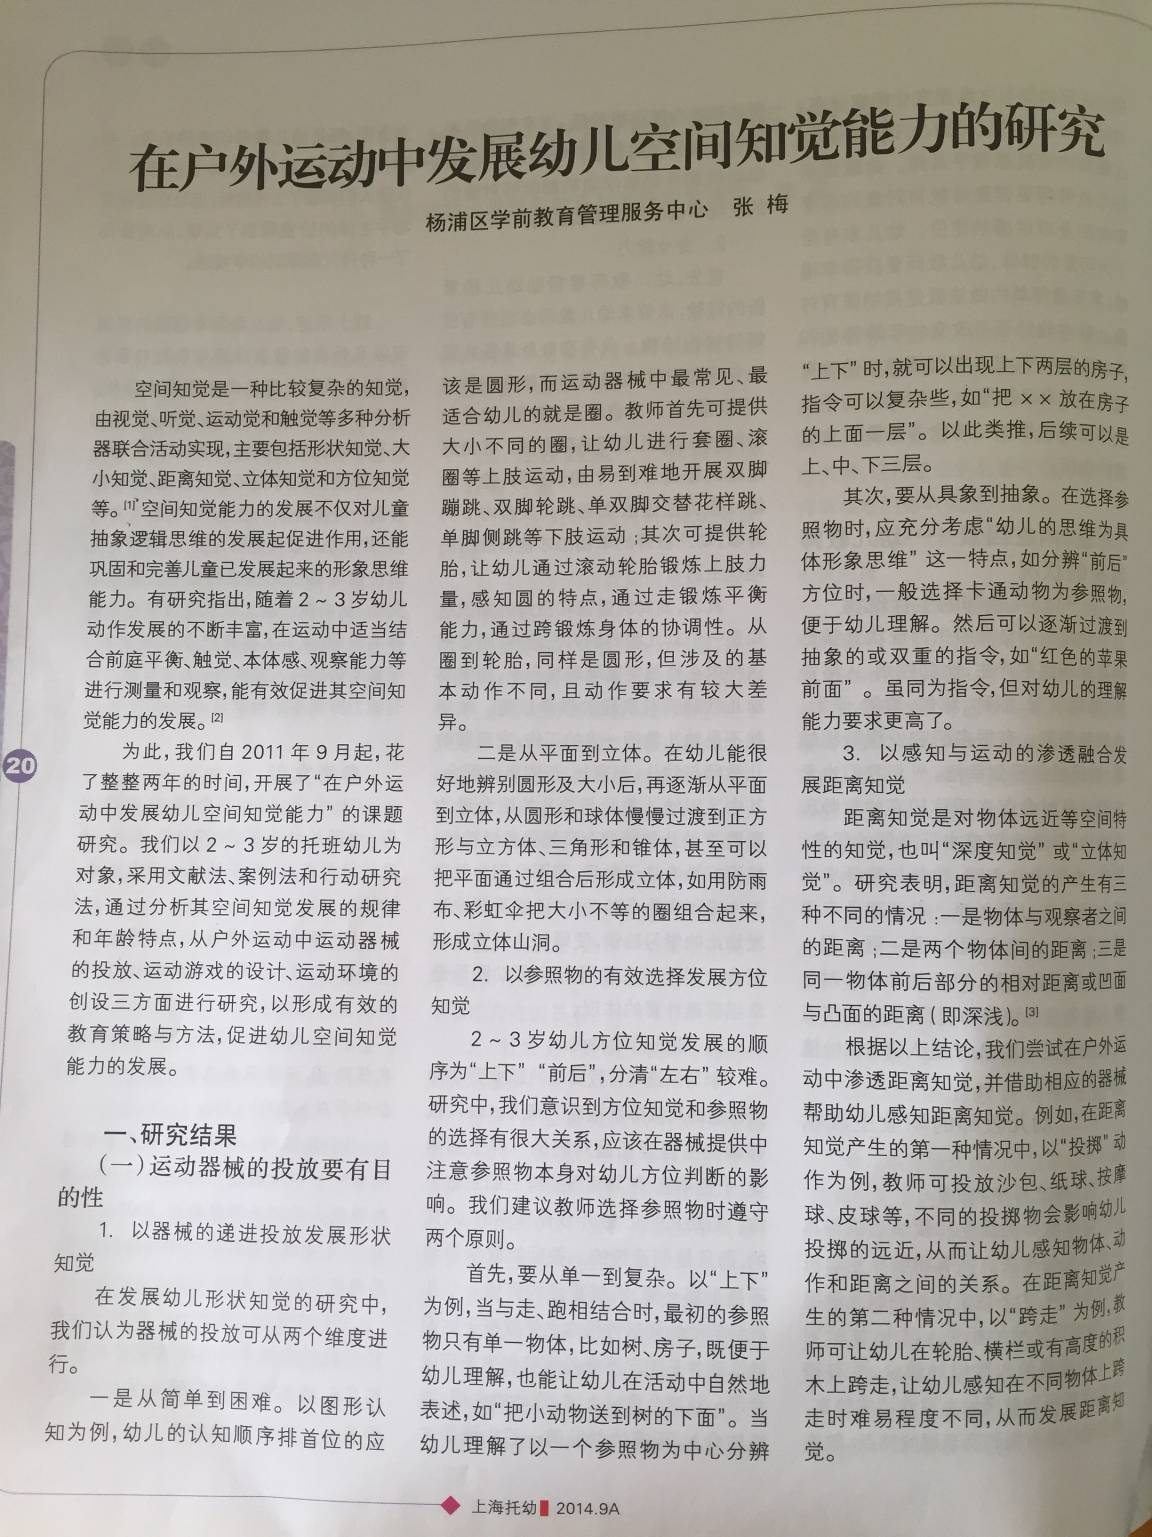 在户外运动中发展幼儿空间知觉能力的研究
杨浦区学前教育管理服务中心 张 梅
空间知觉是一种比较复杂的知觉,
由视觉、听觉、运动觉和触觉等多种分析
器联合活动实现,主要包括形状知觉、大
小知觉、距离知觉、立体知觉和方位知觉
等。[1]空间知觉能力的发展不仅对儿童
抽象逻辑思维的发展起促进作用,还能
巩固和完善儿童已发展起来的形象思维
能力。有研究指出,随着2~3岁幼儿
动作发展的不断丰富,在运动中适当结
合前庭平衡、触觉、本体感、观察能力等
进行测量和观察,能有效促进其空间知
觉能力的发展。[2]
为此,我们自2011年9月起,花
了整整两年的时间,开展了“在户外运
动中发展幼儿空间知觉能力”的课题
研究。我们以2~3岁的托班幼儿为
对象,采用文献法、案例法和行动研究
法,通过分析其空间知觉发展的规律
和年龄特点,从户外运动中运动器械
的投放、运动游戏的设计、运动环境的
创设三方面进行研究,以形成有效的
教育策略与方法,促进幼儿空间知觉
能力的发展。
一、研究结果
(一)运动器械的投放要有目
的性
1. 以器械的递进投放发展形状
知觉
在发展幼儿形状知觉的研究中,
我们认为器械的投放可从两个维度进
行。
一是从简单到困难。以图形认
知为例,幼儿的认知顺序排首位的应
该是圆形,而运动器械中最常见、最
适合幼儿的就是圈。教师首先可提供
大小不同的圈,让幼儿进行套圈、滚
圈等上肢运动,由易到难地开展双脚
蹦跳、双脚轮跳、单双脚交替花样跳、
单脚侧跳等下肢运动;其次可提供轮
胎,让幼儿通过滚动轮胎锻炼上肢力
量,感知圆的特点,通过走锻炼平衡
能力,通过跨锻炼身体的协调性。从
圈到轮胎,同样是圆形,但涉及的基
本动作不同,且动作要求有较大差
异。
二是从平面到立体。在幼儿能很
好地辨别圆形及大小后,再逐渐从平面
到立体,从圆形和球体慢慢过渡到正方
形与立方体、三角形和锥体,甚至可以
把平面通过组合后形成立体,如用防雨
布、彩虹伞把大小不等的圈组合起来,
形成立体山洞。
2. 以参照物的有效选择发展方位
知觉
2~3岁幼儿方位知觉发展的顺
序为“上下”“前后”,分清“左右”较难。
研究中,我们意识到方位知觉和参照物
的选择有很大关系,应该在器械提供中
注意参照物本身对幼儿方位判断的影
响。我们建议教师选择参照物时遵守
两个原则。
首先,要从单一到复杂。以“上下”
为例,当与走、跑相结合时,最初的参照
物只有单一物体,比如树、房子,既便于
幼儿理解,也能让幼儿在活动中自然地
表述,如“把小动物送到树的下面”。当
幼儿理解了以一个参照物为中心分辨
“上下”时,就可以出现上下两层的房子,
指令可以复杂些,如“把××放在房子
的上面一层”。以此类推,后续可以是
上、中、下三层。
其次,要从具象到抽象。在选择参
照物时,应充分考虑“幼儿的思维为具
体形象思维”这一特点,如分辨“前后”
方位时,一般选择卡通动物为参照物,
便于幼儿理解。然后可以逐渐过渡到
抽象的或双重的指令,如“红色的苹果
前面”。虽同为指令,但对幼儿的理解
能力要求更高了。
3. 以感知与运动的渗透融合发
展距离知觉
距离知觉是对物体远近等空间特
性的知觉,也叫“深度知觉”或“立体知
觉”。研究表明,距离知觉的产生有三
种不同的情况:一是物体与观察者之间
的距离;二是两个物体间的距离;三是
同一物体前后部分的相对距离或凹面
与凸面的距离(即深浅)。[3]
根据以上结论,我们尝试在户外运
动中渗透距离知觉,并借助相应的器械
帮助幼儿感知距离知觉。例如,在距离
知觉产生的第一种情况中,以“投掷”动
作为例,教师可投放沙包、纸球、按摩
球、皮球等,不同的投掷物会影响幼儿
投掷的远近,从而让幼儿感知物体、动
作和距离之间的关系。在距离知觉产
生的第二种情况中,以“跨走”为例,教
师可让幼儿在轮胎、横栏或有高度的积
木上跨走,让幼儿感知在不同物体上跨
走时难易程度不同,从而发展距离知
觉。
20
上海托幼 2014.9A